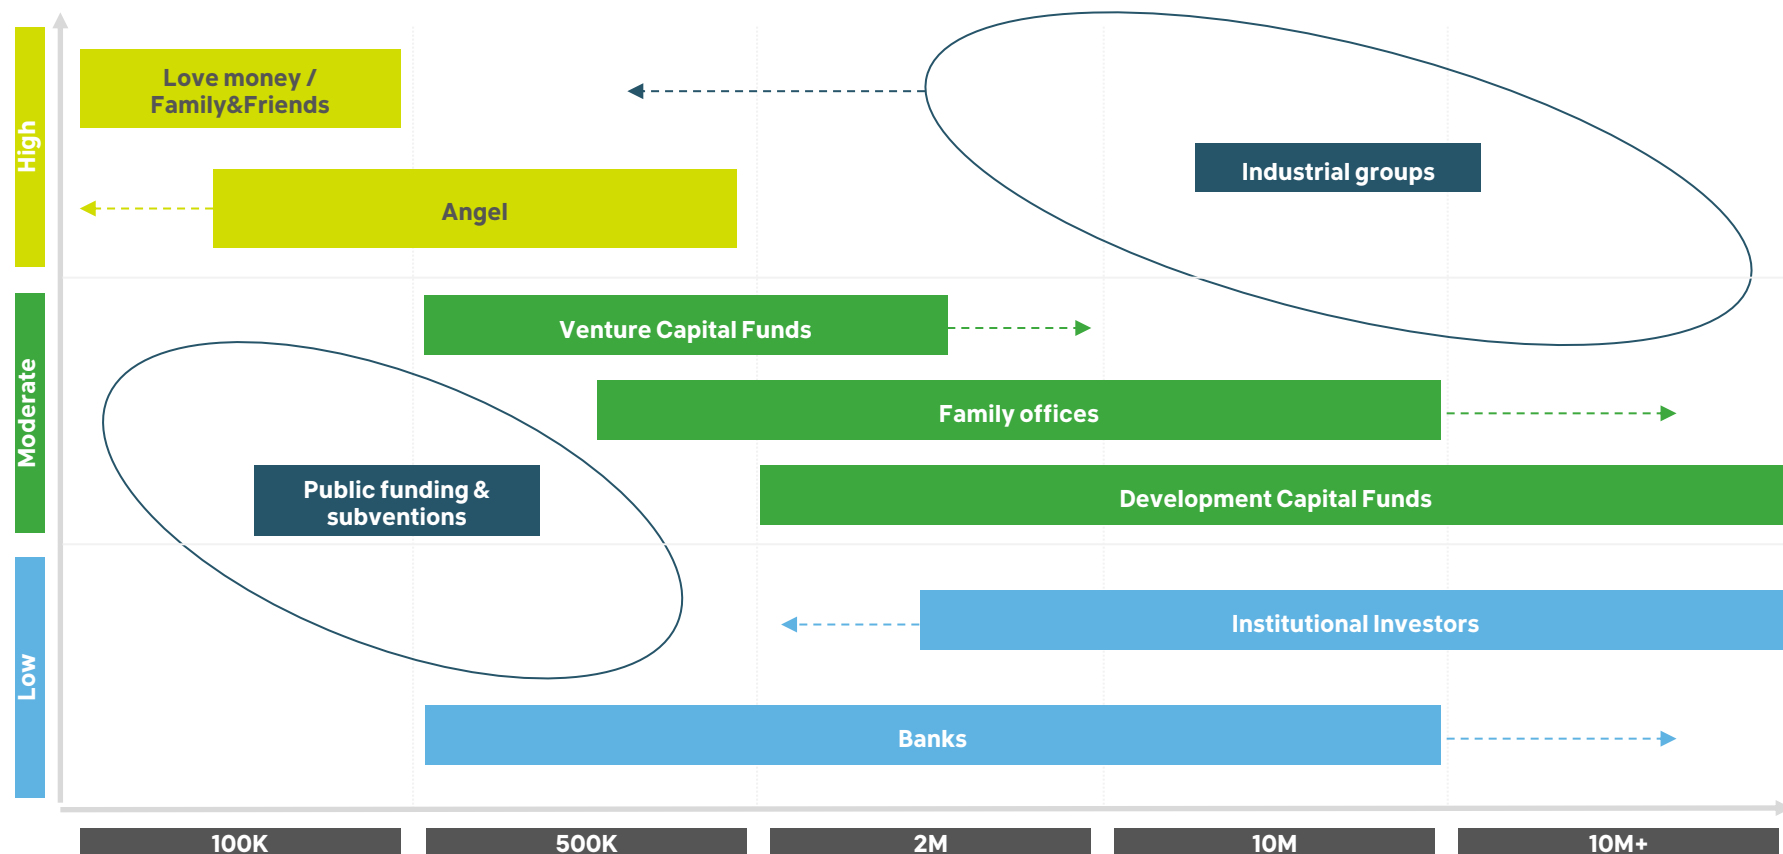 High
Love money /
Family&Friends
Industrial groups
Angel
Moderate
Venture Capital Funds
Family offices
Public funding &
subventions
Development Capital Funds
Low
Institutional Investors
Banks
100K
500K
2M
10M
10M+